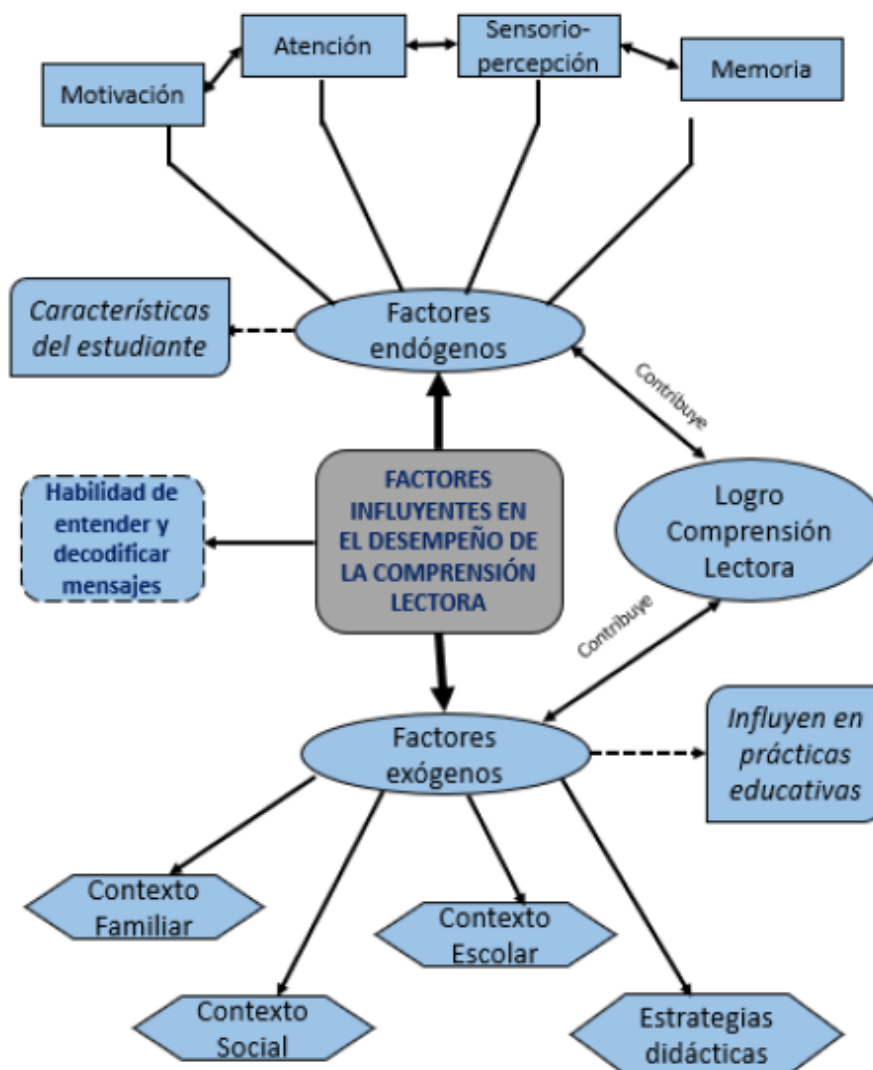 Motivación
Atención
Sensorio-
percepción
Memoria
Características
del estudiante
Factores
endógenos
Contribuye
Habilidad de
entender y
decodificar
mensajes
FACTORES
INFLUYENTES EN
EL DESEMPEÑO DE
LA COMPRENSIÓN
LECTORA
Logro
Comprensión
Lectora
Contribuye
Factores
exógenos
Influyen en
prácticas
educativas
Contexto
Familiar
Contexto
Escolar
Contexto
Social
Estrategias
didácticas